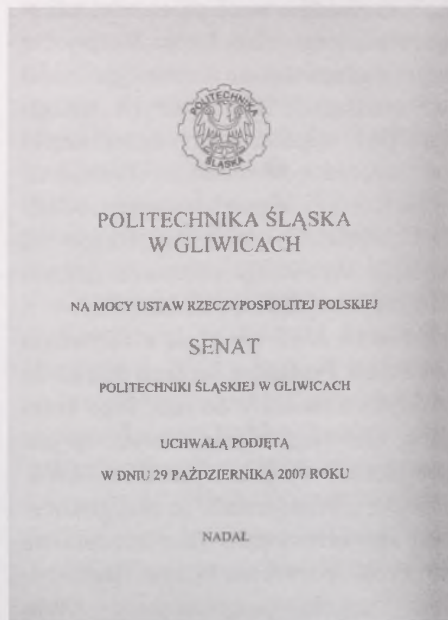 POLITECHNIKA
ŚLĄSKA
POLITECHNIKA ŚLĄSKA
W GLIWICACH
NA MOCY USTAW RZECZYPOSPOLITEJ POLSKIEJ
SENAT
POLITECHNIKI ŚLĄSKIEJ W GLIWICACH
UCHWAŁĄ PODJĘTĄ
W DNIU 29 PAŹDZIERNIKA 2007 ROKU
NADAŁ